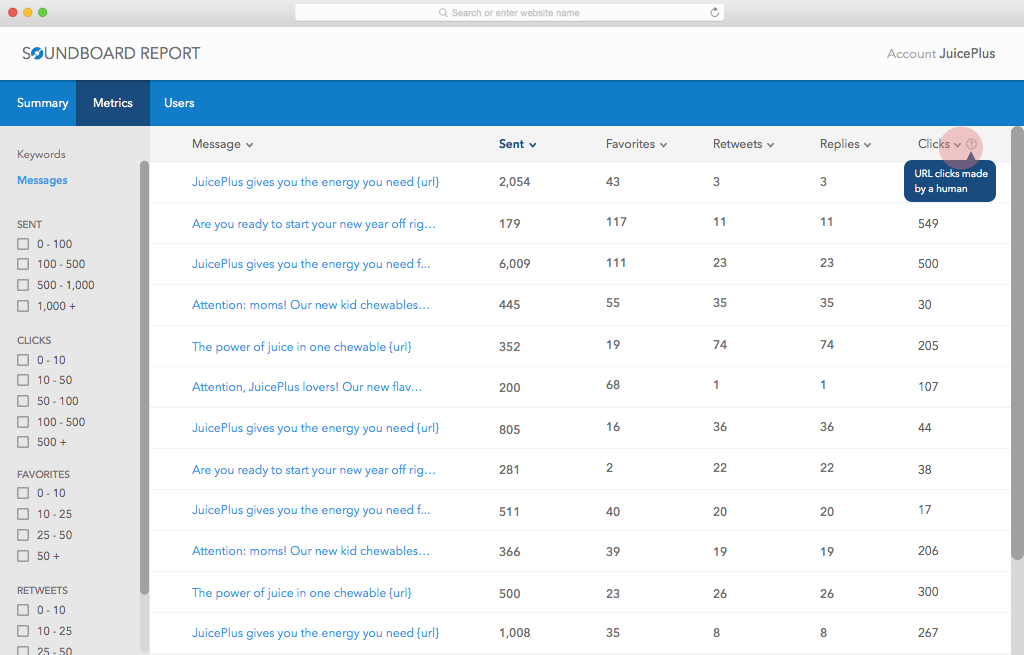 Search or enter website name
SOUNDBOARD REPORT
Account JuicePlus
Summary Metrics Users
Keywords
Messages
SENT
0 - 100
100 - 500
500 - 1,000
1,000 +
CLICKS
0 - 10
10 - 50
50 - 100
100 - 500
500 +
FAVORITES
0 - 10
10 - 25
25 - 50
50 +
RETWEETS
0 - 10
10 - 25
25 - 50
Message Sent Favorites Retweets Replies Clicks ?
URL clicks made
by a human
JuicePlus gives you the energy you need {url} 2,054 43 3 3
Are you ready to start your new year off rig... 179 117 11 11 549
JuicePlus gives you the energy you need f... 6,009 111 23 23 500
Attention: moms! Our new kid chewables... 445 55 35 35 30
The power of juice in one chewable {url} 352 19 74 74 205
Attention, JuicePlus lovers! Our new flav... 200 68 1 1 107
JuicePlus gives you the energy you need {url} 805 16 36 36 44
Are you ready to start your new year off rig... 281 2 22 22 38
JuicePlus gives you the energy you need f... 511 40 20 20 17
Attention: moms! Our new kid chewables... 366 39 19 19 206
The power of juice in one chewable {url} 500 23 26 26 300
JuicePlus gives you the energy you need {url} 1,008 35 8 8 267